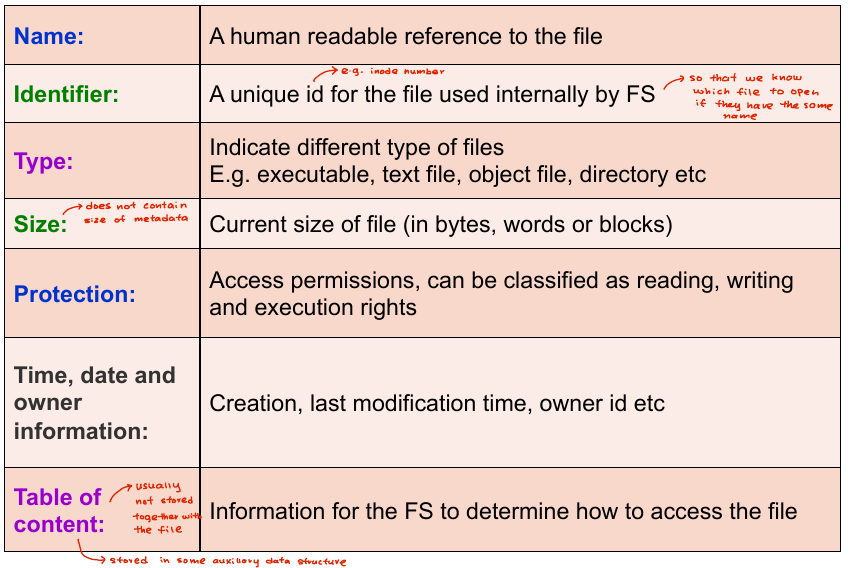 Name:
A human readable reference to the file
e.g. inode number
Identifier:
A unique id for the file used internally by FS
so that we know
which file to open
if they have the same
name
Type:
Indicate different type of files
E.g. executable, text file, object file, directory etc
does not contain
size of metadata
Size:
Current size of file (in bytes, words or blocks)
Protection:
Access permissions, can be classified as reading, writing
and execution rights
Time, date and
owner
information:
Creation, last modification time, owner id etc
Table of
content:
usually
not stored
together with
the file
Information for the FS to determine how to access the file
stored in some auxiliary data structure